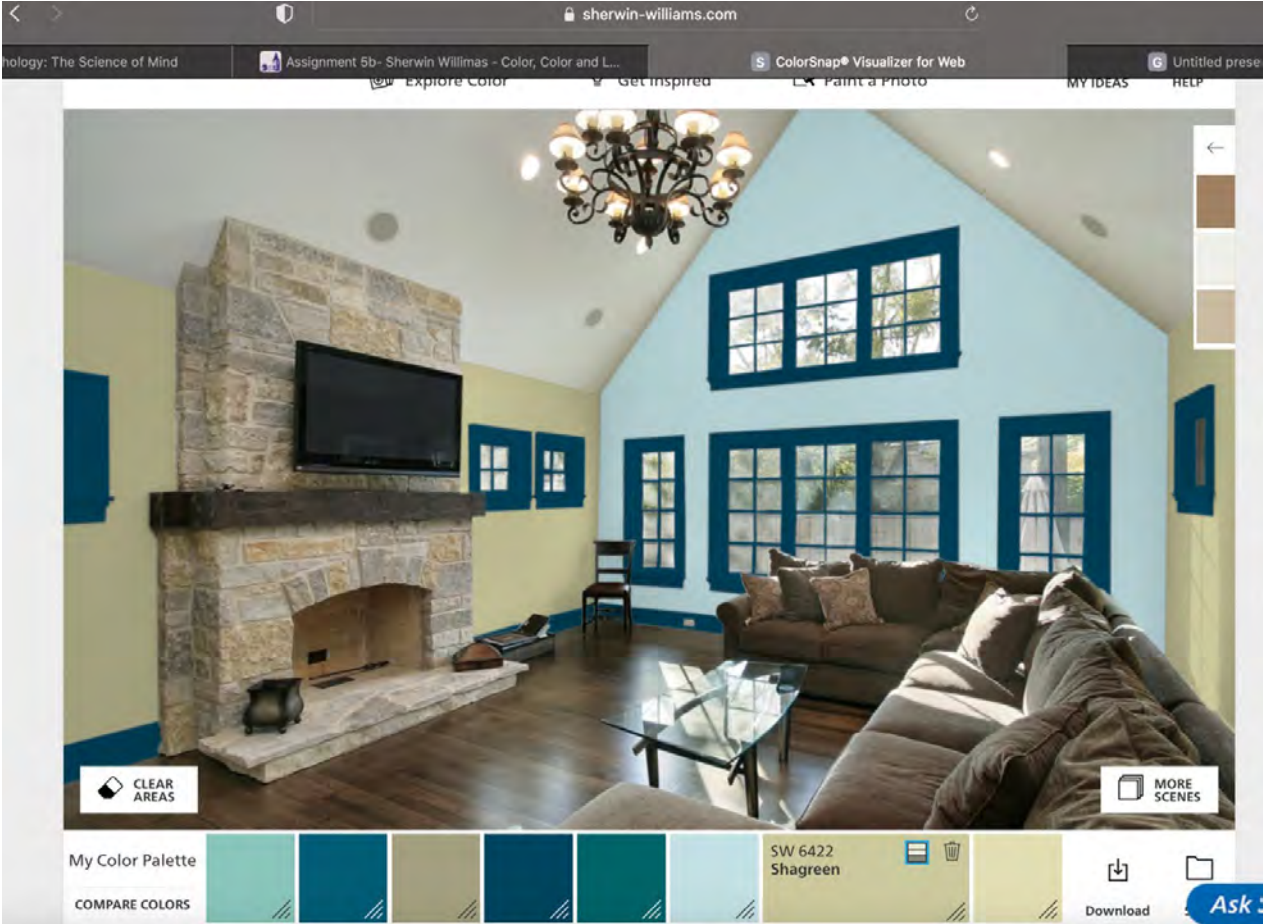 sherwin-williams.com
hology: The Science of Mind
Assignment 5b- Sherwin Willimas - Color, Color and L...
S ColorSnap® Visualizer for Web
G Untitled prese
Explore Color
Get Inspired
Paint a Photo
MY IDEAS
HELP
CLEAR
AREAS
MORE
SCENES
My Color Palette
COMPARE COLORS
SW 6422
Shagreen
Download
Ask S